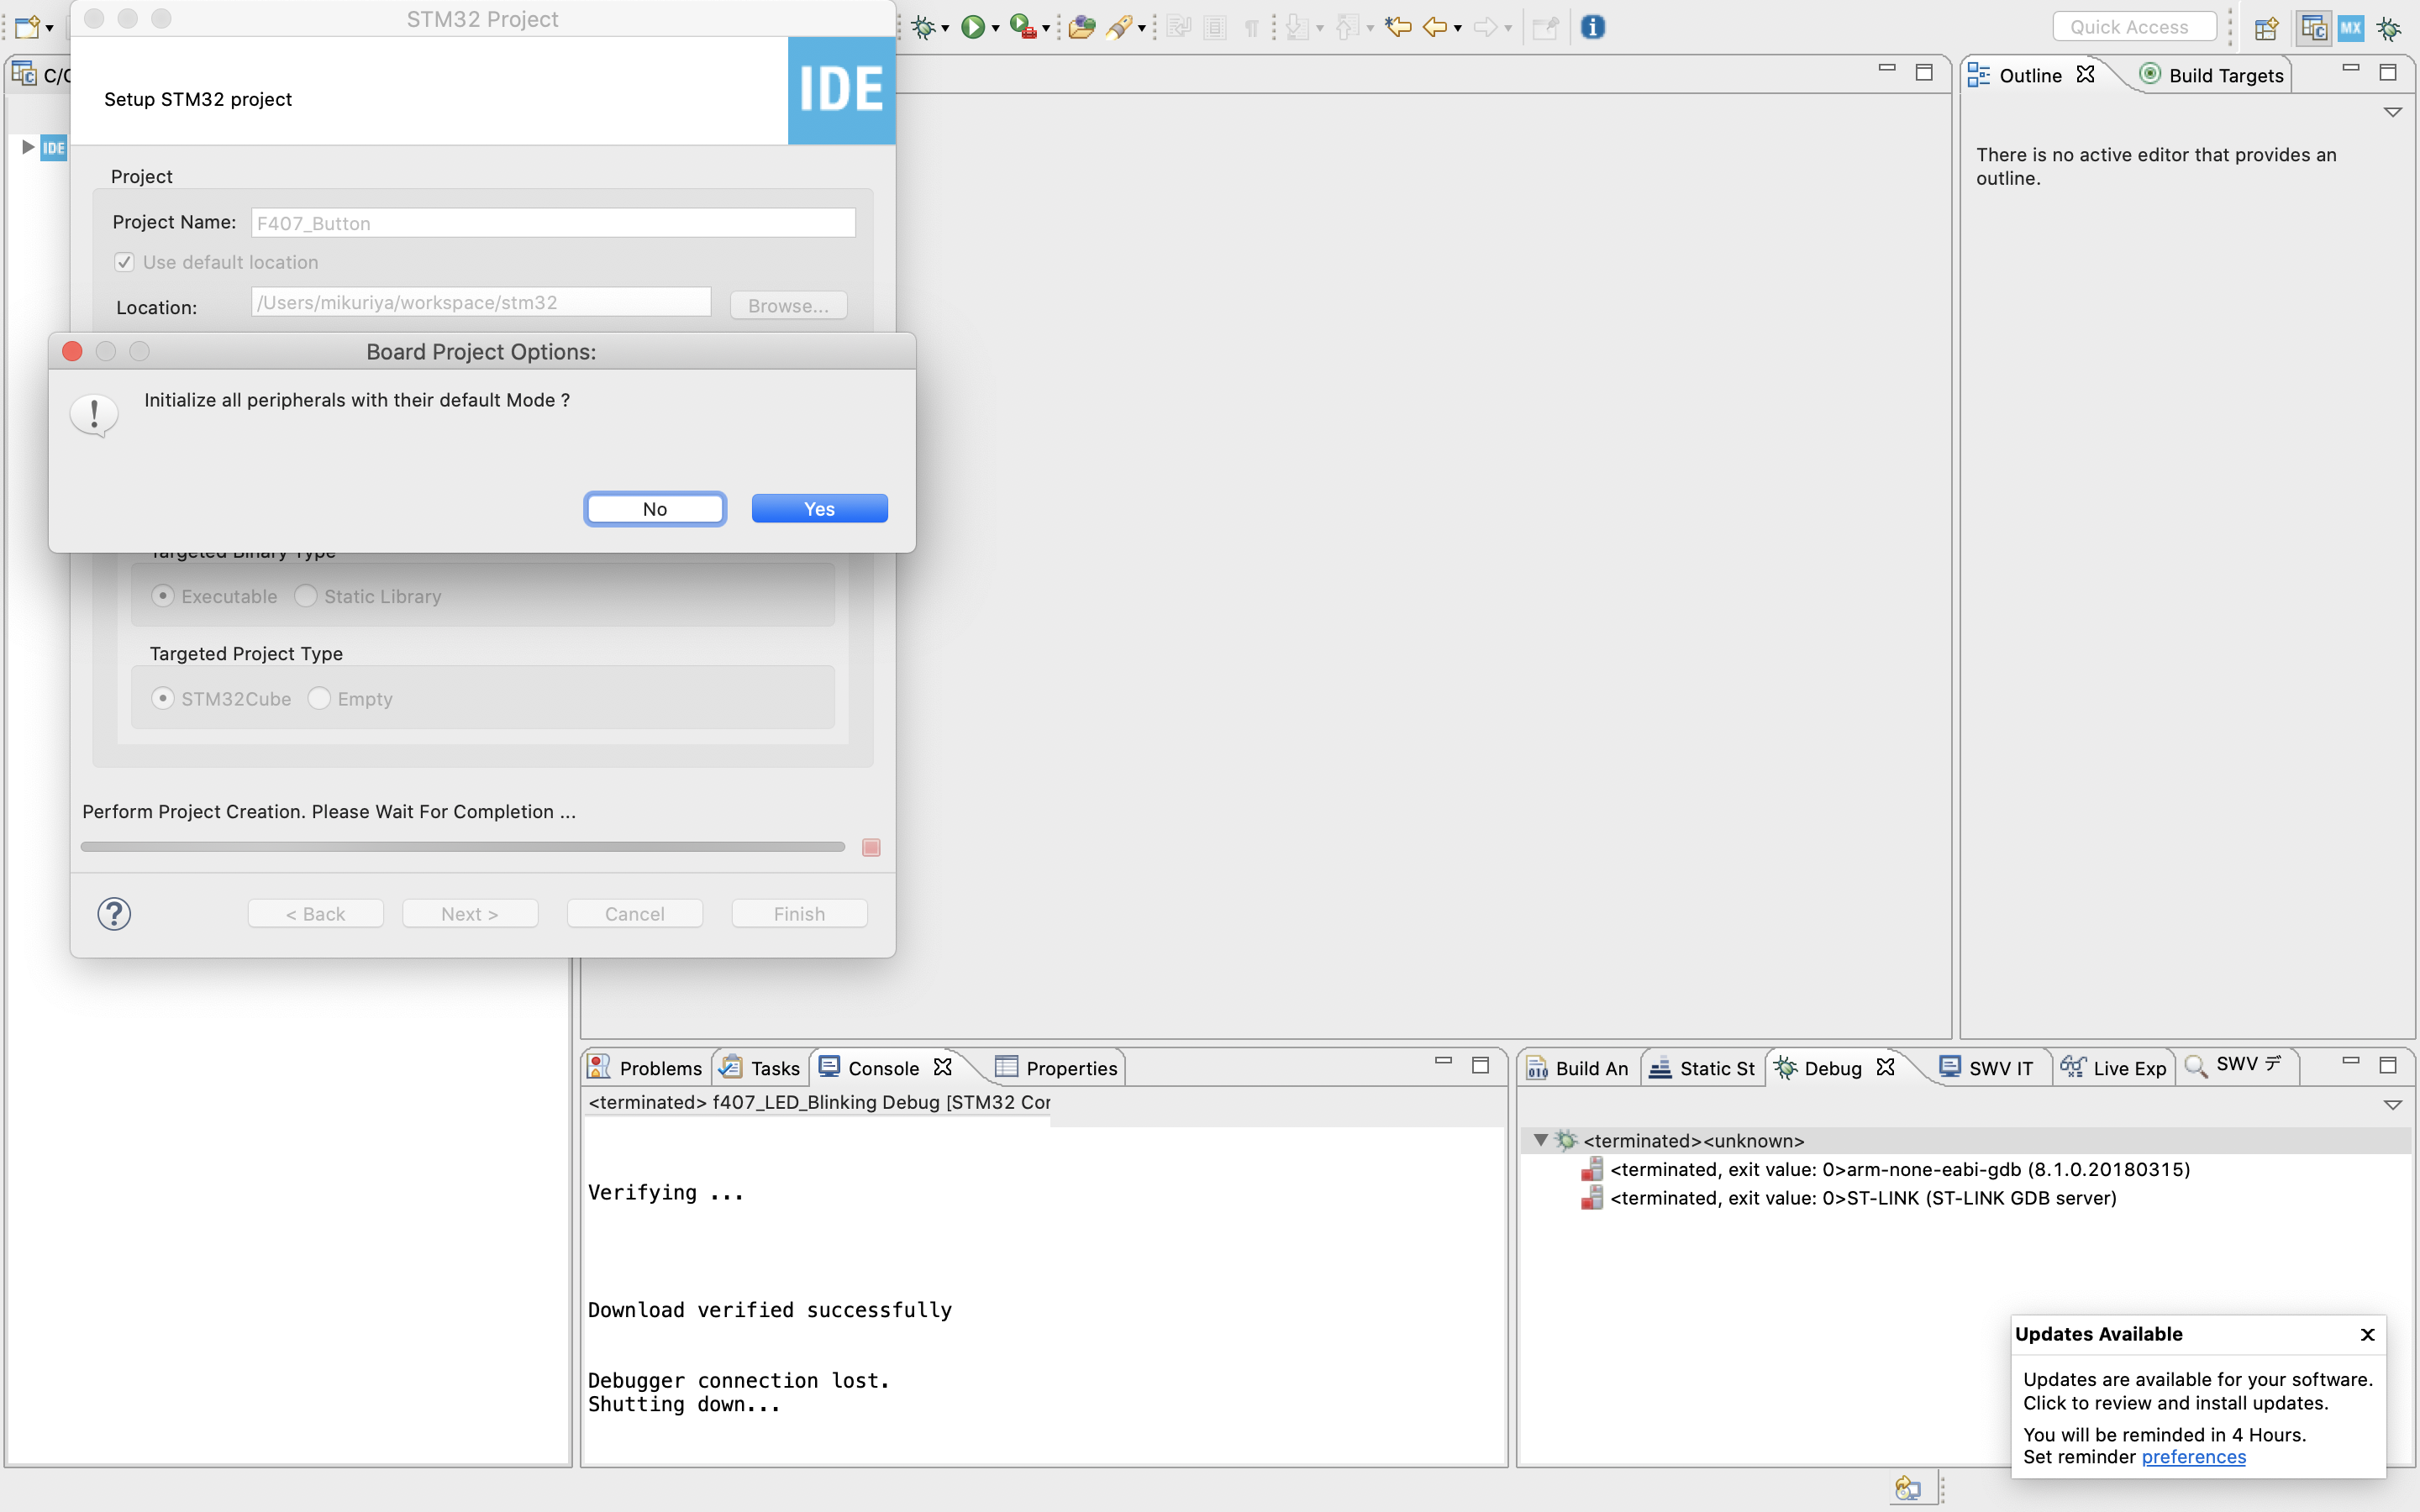 STM32 Project
Quick Access
MX
C/C
Setup STM32 project
IDE
Outline
Build Targets
IDE
There is no active editor that provides an
outline.
Project
Project Name:
F407_Button
Use default location
Location:
/Users/mikuriya/workspace/stm32
Browse...
Board Project Options:
Initialize all peripherals with their default Mode ?
No
Yes
Targeted Binary Type
Executable
Static Library
Targeted Project Type
STM32Cube
Empty
Perform Project Creation. Please Wait For Completion ...
< Back
Next >
Cancel
Finish
Problems
Tasks
Console
Properties
<terminated> f407_LED_Blinking Debug [STM32 Cor
Verifying ...
Download verified successfully
Debugger connection lost.
Shutting down...
Build An
Static St
Debug
SWV IT
Live Exp
SWV デ
<terminated><unknown>
<terminated, exit value: 0>arm-none-eabi-gdb (8.1.0.20180315)
<terminated, exit value: 0>ST-LINK (ST-LINK GDB server)
Updates Available
Updates are available for your software.
Click to review and install updates.
You will be reminded in 4 Hours.
Set reminder preferences